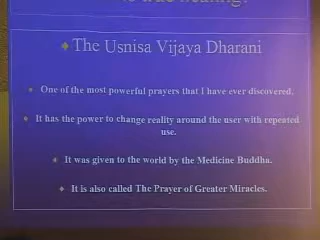 true healing?
The Usnisa Vijaya Dharani
One of the most powerful prayers that I have ever discovered.
It has the power to change reality around the user with repeated
use.
It was given to the world by the Medicine Buddha.
It is also called The Prayer of Greater Miracles.